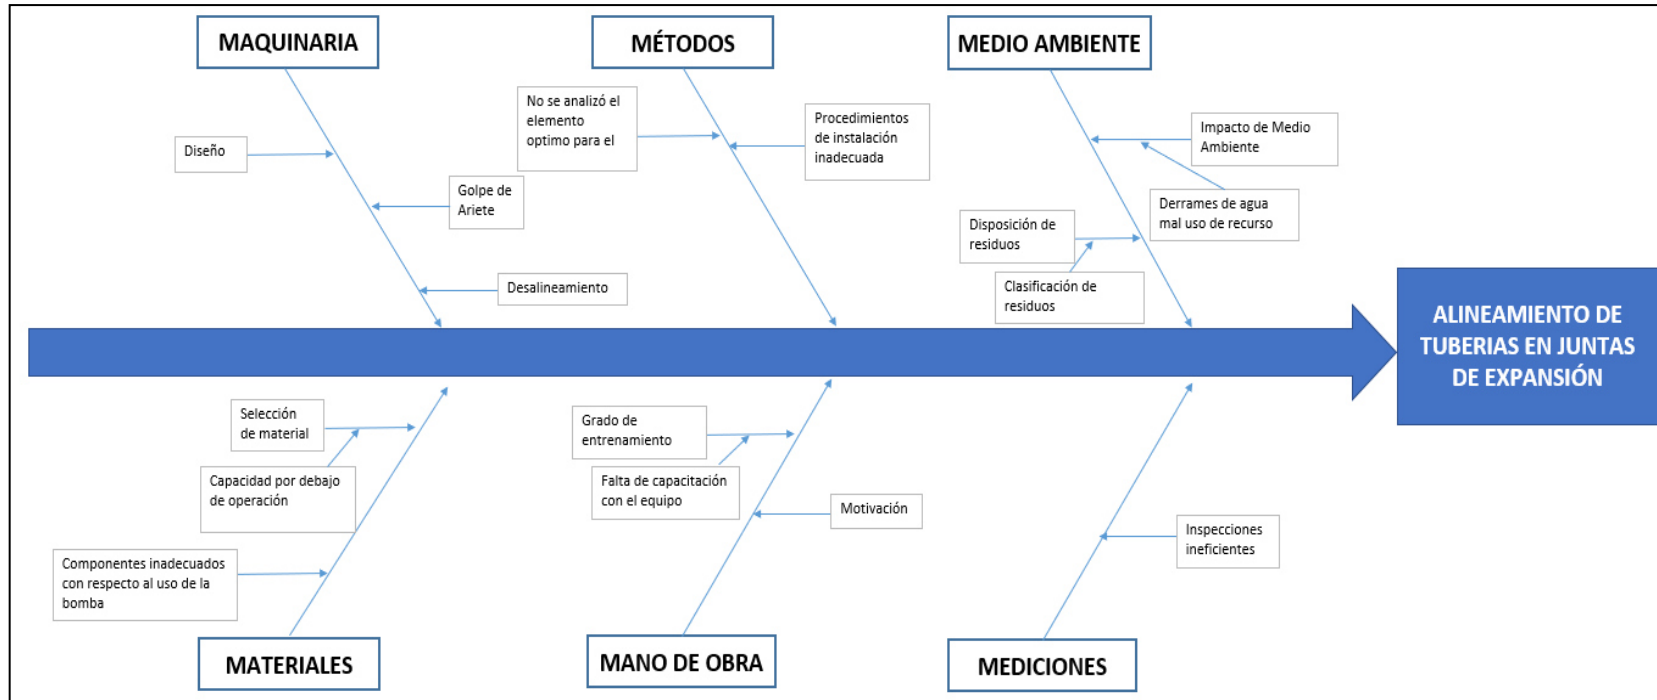 MAQUINARIA
MÉTODOS
MEDIO AMBIENTE
No se analizó el
elemento
optimo para el
Procedimientos
de instalación
inadecuada
Impacto de Medio
Ambiente
Diseño
Golpe de
Ariete
Derrames de agua
mal uso de recurso
Disposición de
residuos
Clasificación de
residuos
Desalineamiento
ALINEAMIENTO DE
TUBERIAS EN JUNTAS
DE EXPANSIÓN
Selección
de material
Capacidad por debajo
de operación
Componentes inadecuados
con respecto al uso de la
bomba
Grado de
entrenamiento
Falta de capacitación
con el equipo
Motivación
Inspecciones
ineficientes
MATERIALES
MANO DE OBRA
MEDICIONES